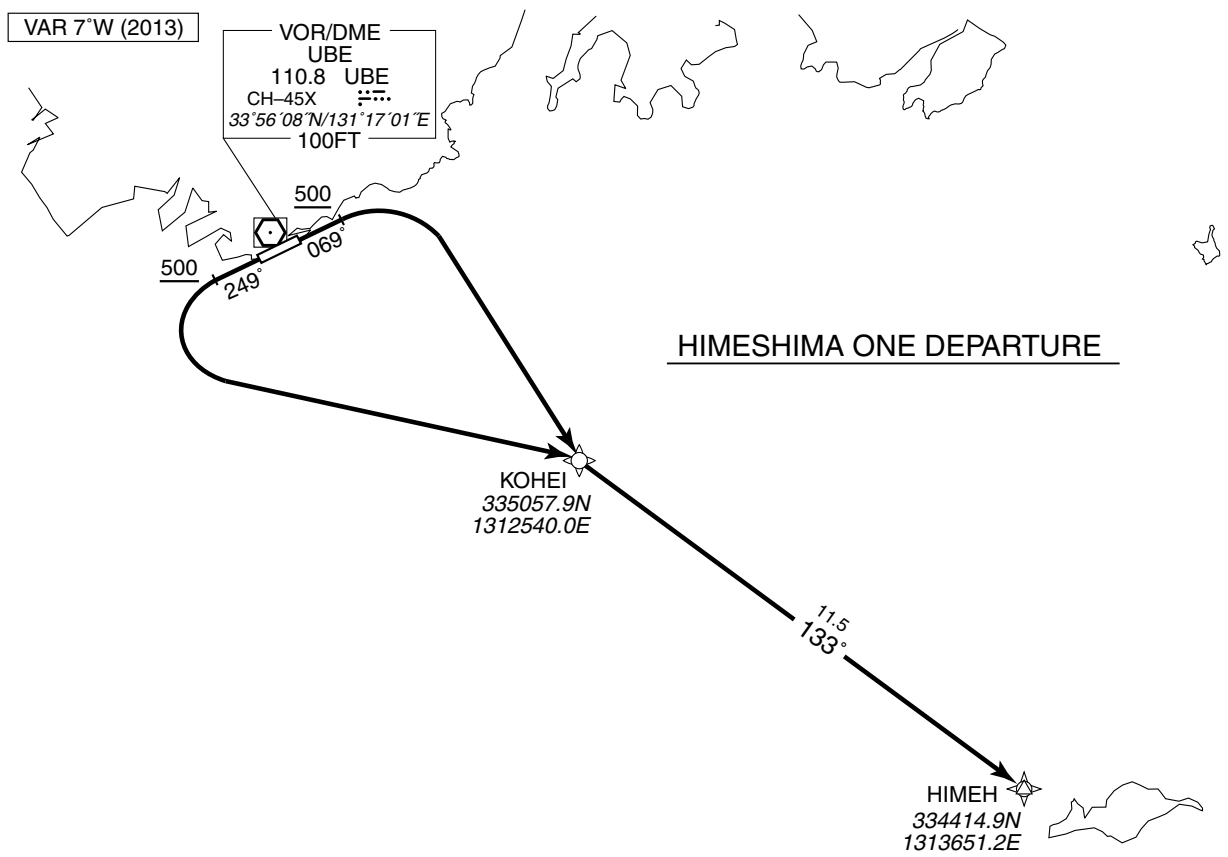 VAR 7°W (2013)
VOR/DME
UBE
110.8 UBE
CH–45X
33°56′08″N/131°17′01″E
100FT
500
069°
500
249°
HIMESHIMA ONE DEPARTURE
KOHEI
335057.9N
1312540.0E
11.5
133°
HIMEH
334414.9N
1313651.2E